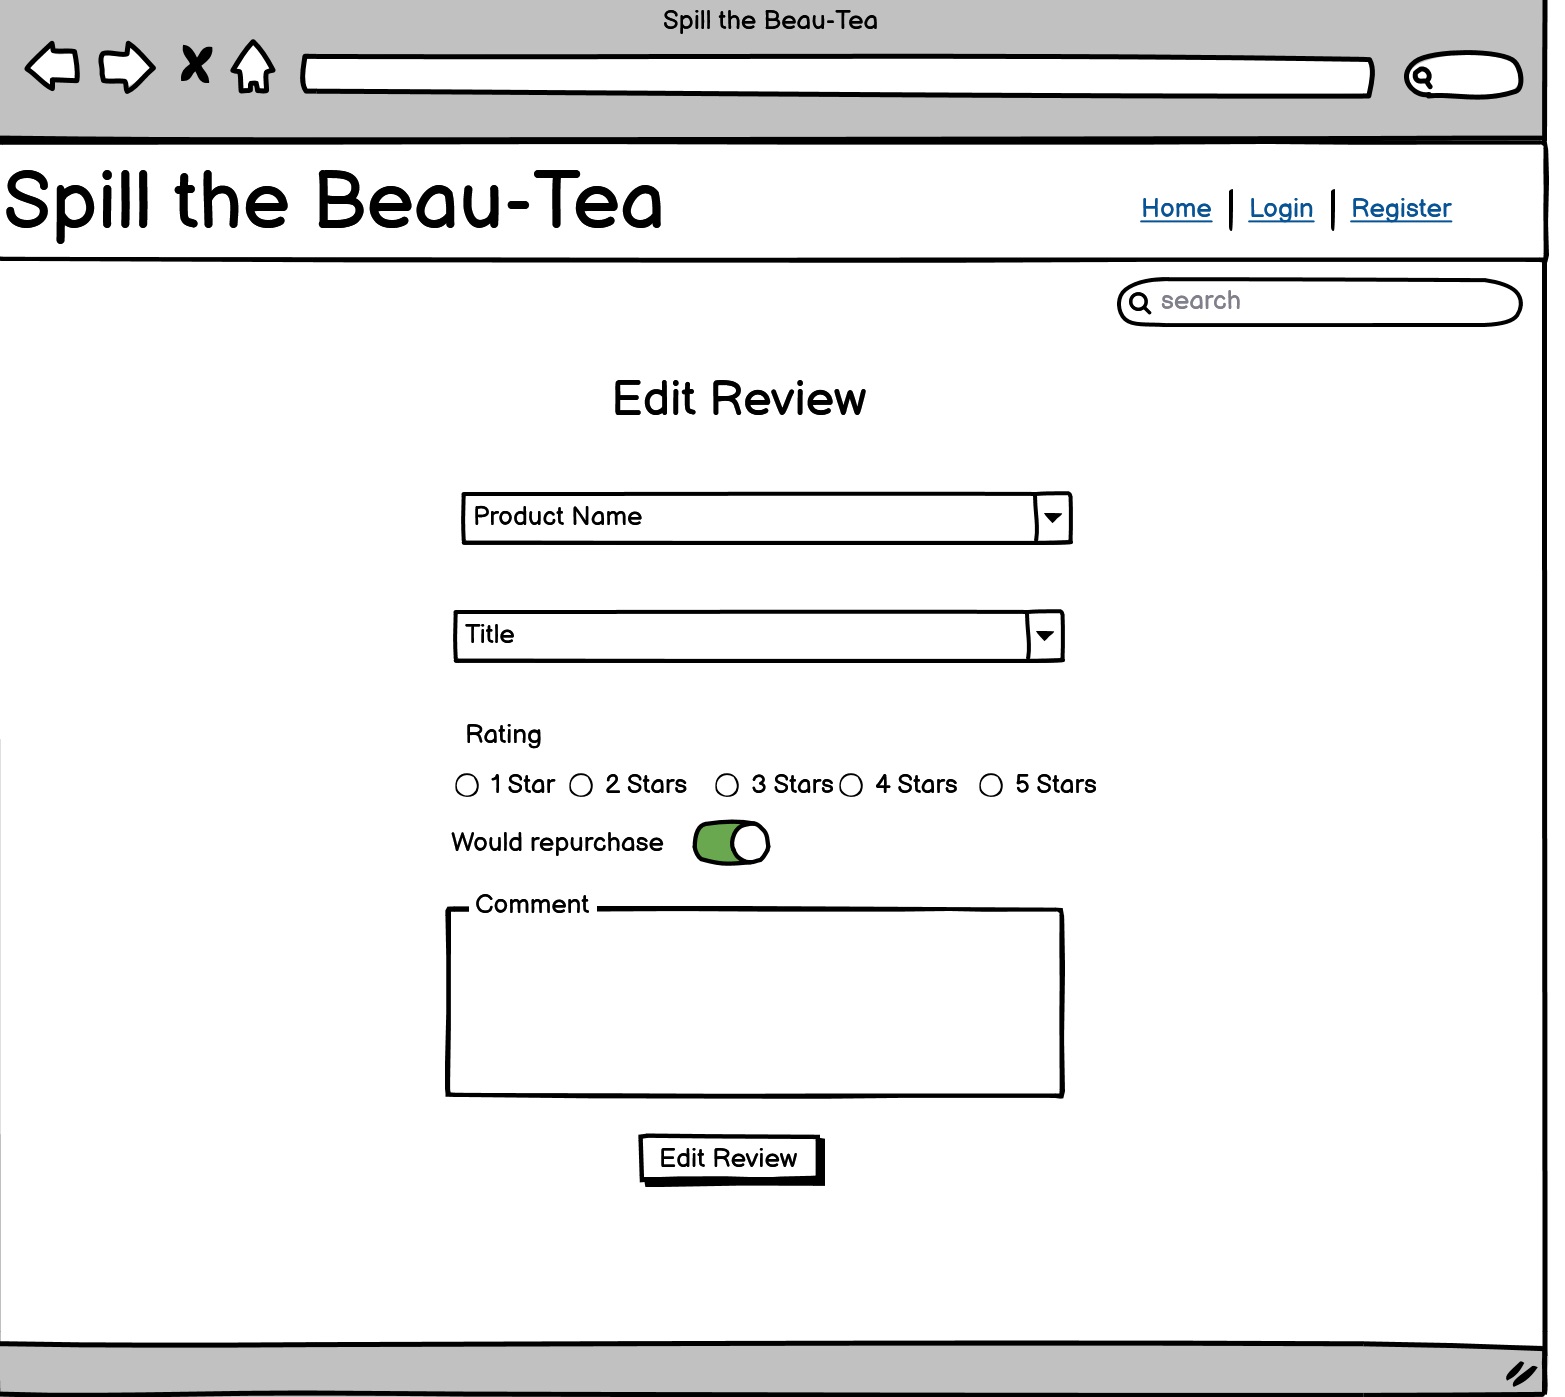 Spill the Beau-Tea
Spill the Beau-Tea
Home | Login | Register
search
Edit Review
Product Name
Title
Rating
1 Star 2 Stars 3 Stars 4 Stars 5 Stars
Would repurchase
Comment
Edit Review